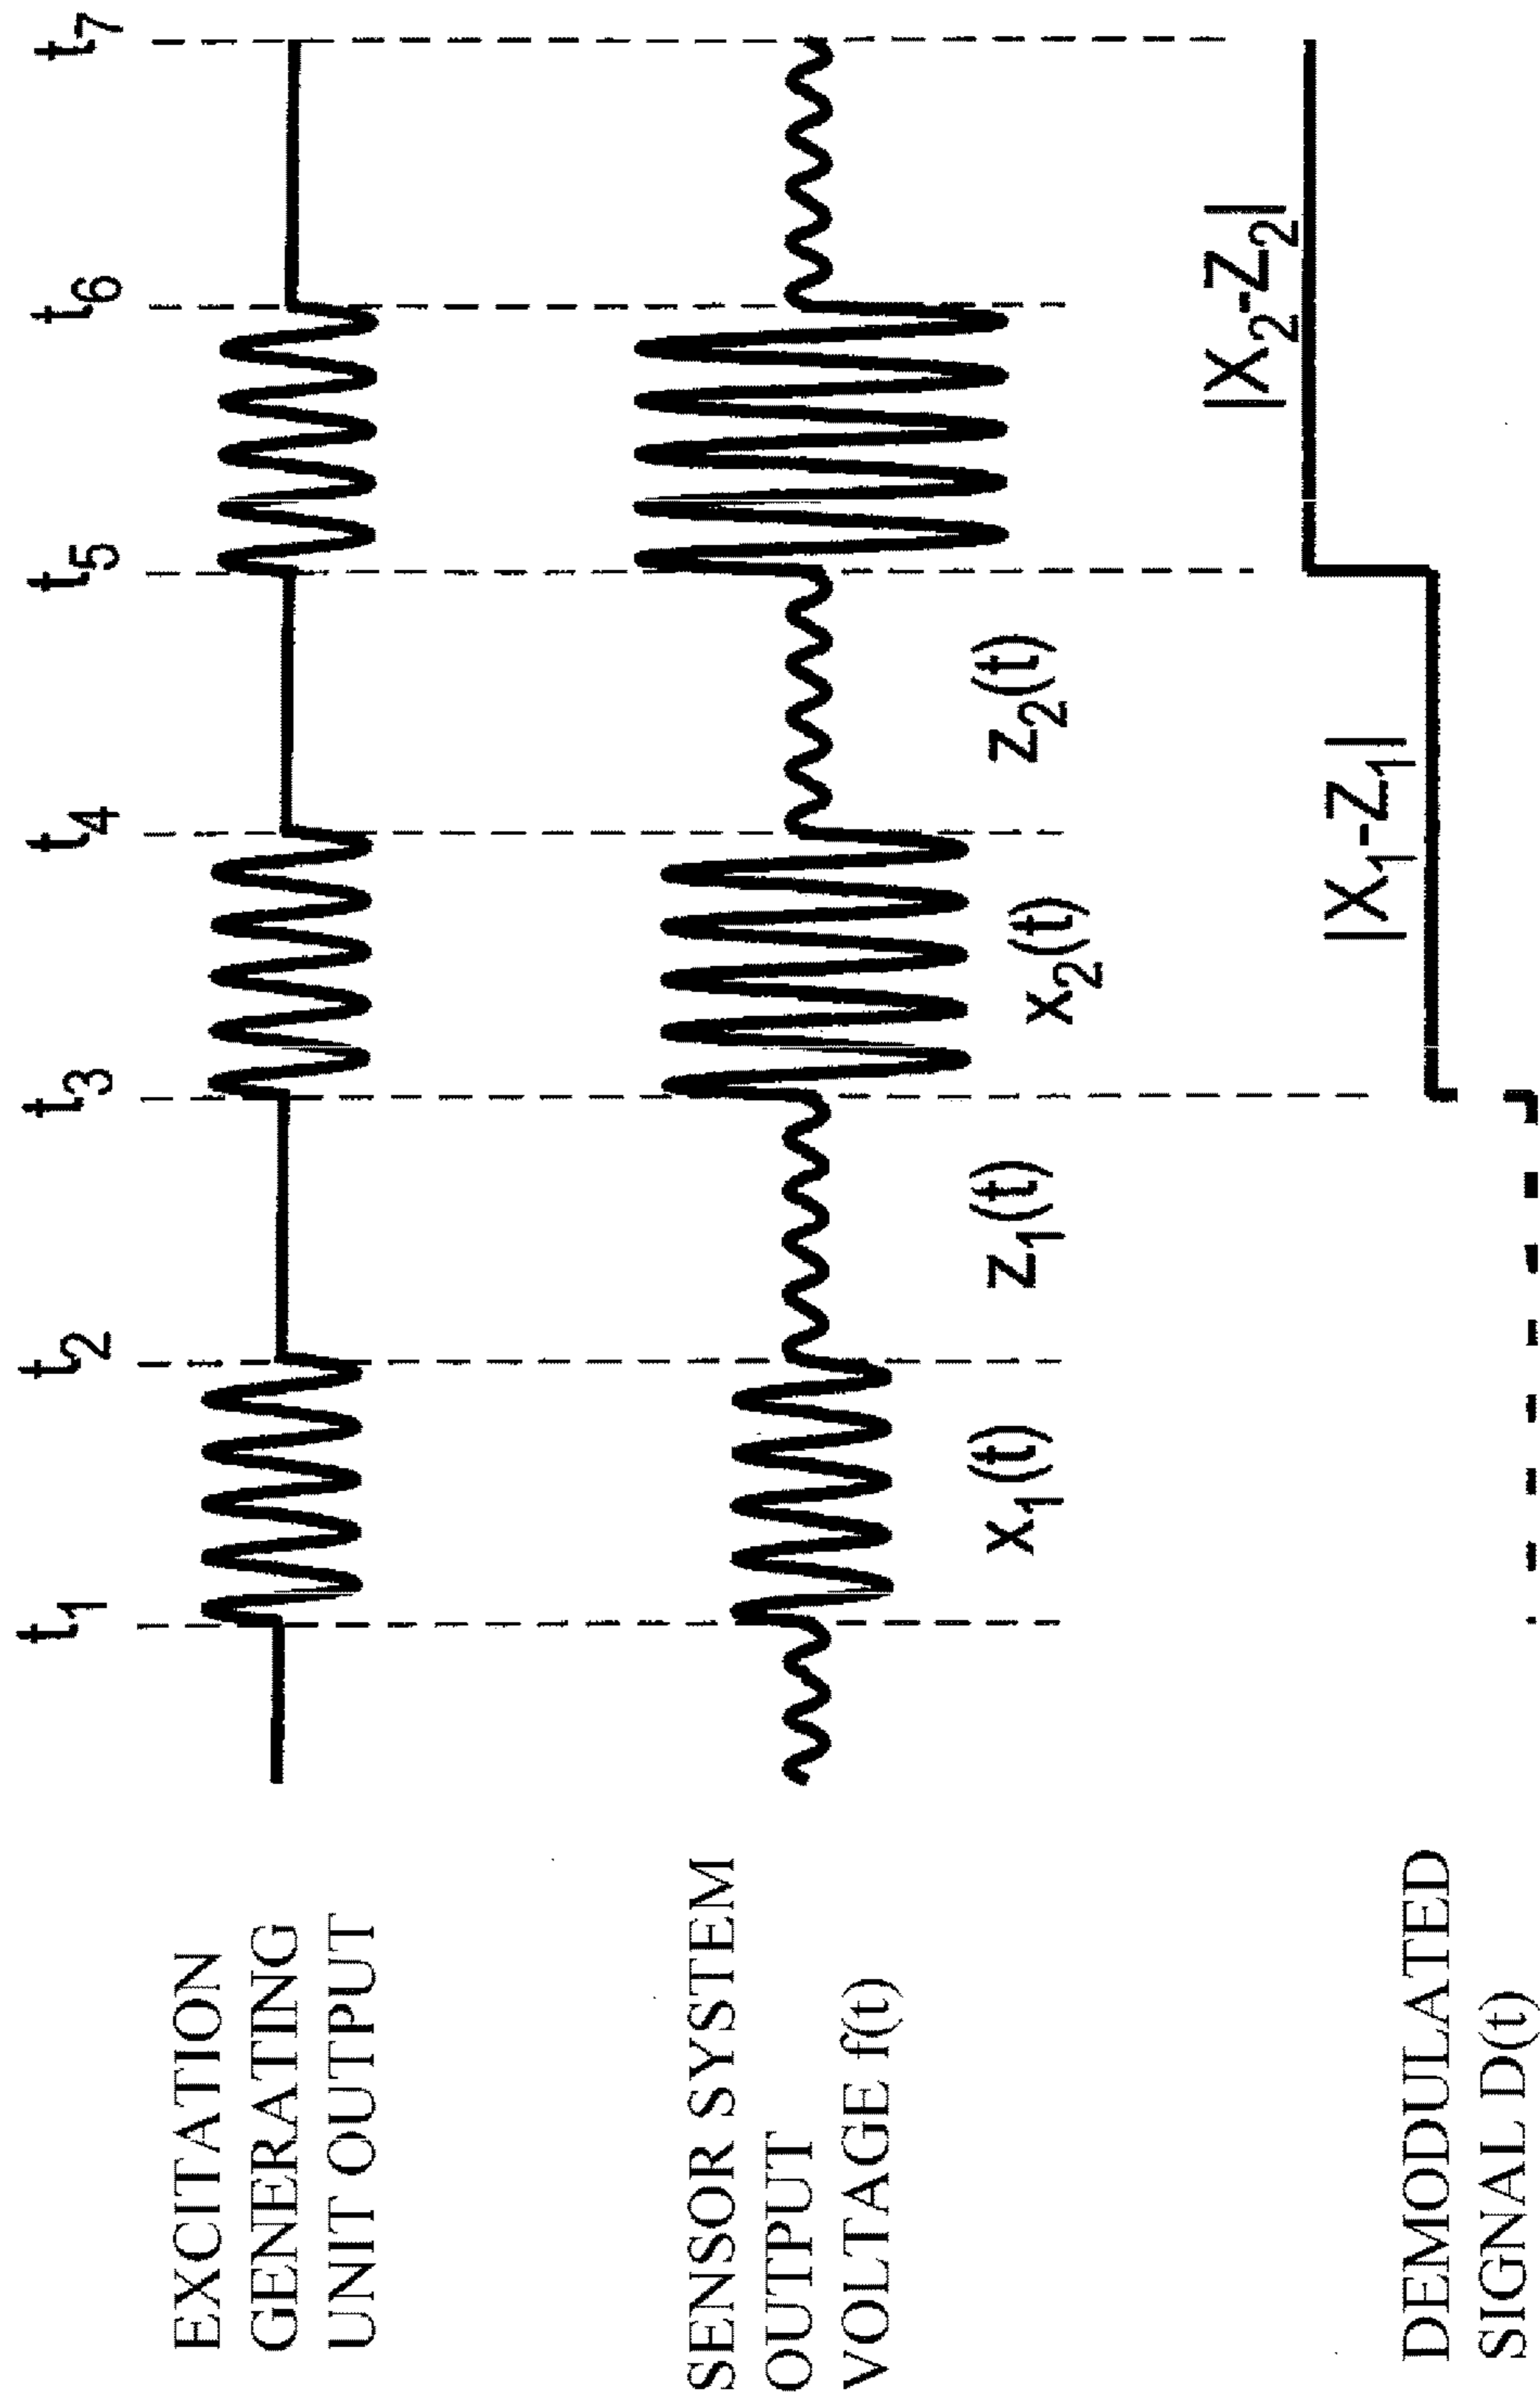 t1 t2 t3 t4 t5 t6 t7
EXCITATION
GENERATING
UNIT OUTPUT
SENSOR SYSTEM
OUTPUT
VOLTAGE f(t)
x1(t)
z1(t)
x2(t)
z2(t)
|X1-Z1|
|X2-Z2|
DEMODULATED
SIGNAL D(t)